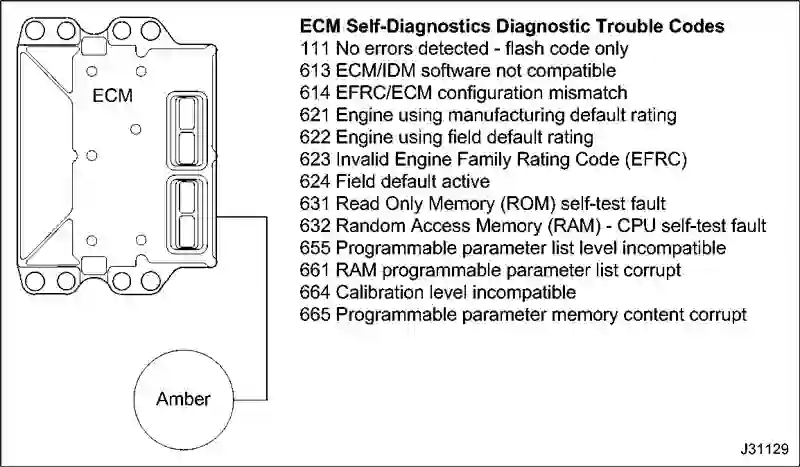 ECM Self-Diagnostics Diagnostic Trouble Codes
111 No errors detected - flash code only
613 ECM/IDM software not compatible
614 EFRC/ECM configuration mismatch
621 Engine using manufacturing default rating
622 Engine using field default rating
623 Invalid Engine Family Rating Code (EFRC)
624 Field default active
631 Read Only Memory (ROM) self-test fault
632 Random Access Memory (RAM) - CPU self-test fault
655 Programmable parameter list level incompatible
661 RAM programmable parameter list corrupt
664 Calibration level incompatible
665 Programmable parameter memory content corrupt
ECM
Amber
J31129